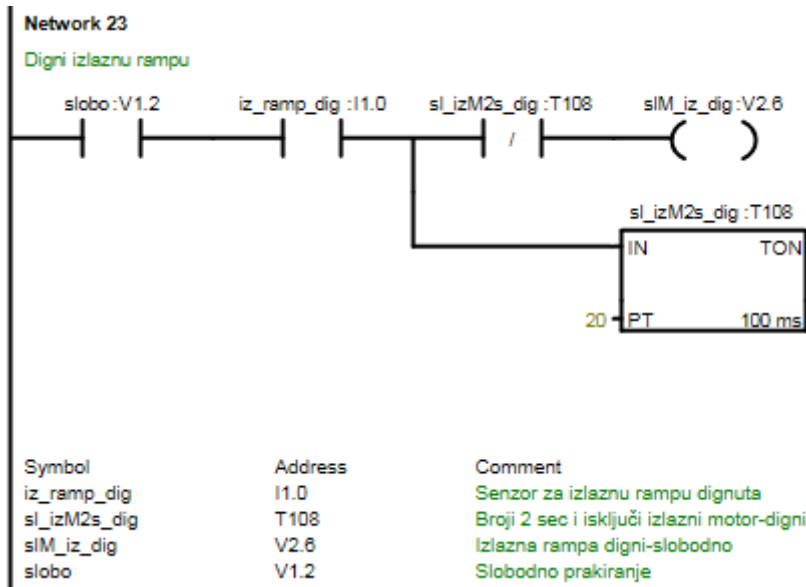 Network 23
Digni izlaznu rampu
slobo:V1.2 iz_ramp_dig :I1.0 sl_izM2s_dig :T108 slM_iz_dig:V2.6
/
sl_izM2s_dig :T108
IN TON
20 PT 100 ms
Symbol Address Comment
iz_ramp_dig I1.0 Senzor za izlaznu rampu dignuta
sl_izM2s_dig T108 Broji 2 sec i isključi izlazni motor-digni
slM_iz_dig V2.6 Izlazna rampa digni-slobodno
slobo V1.2 Slobodno prakiranje